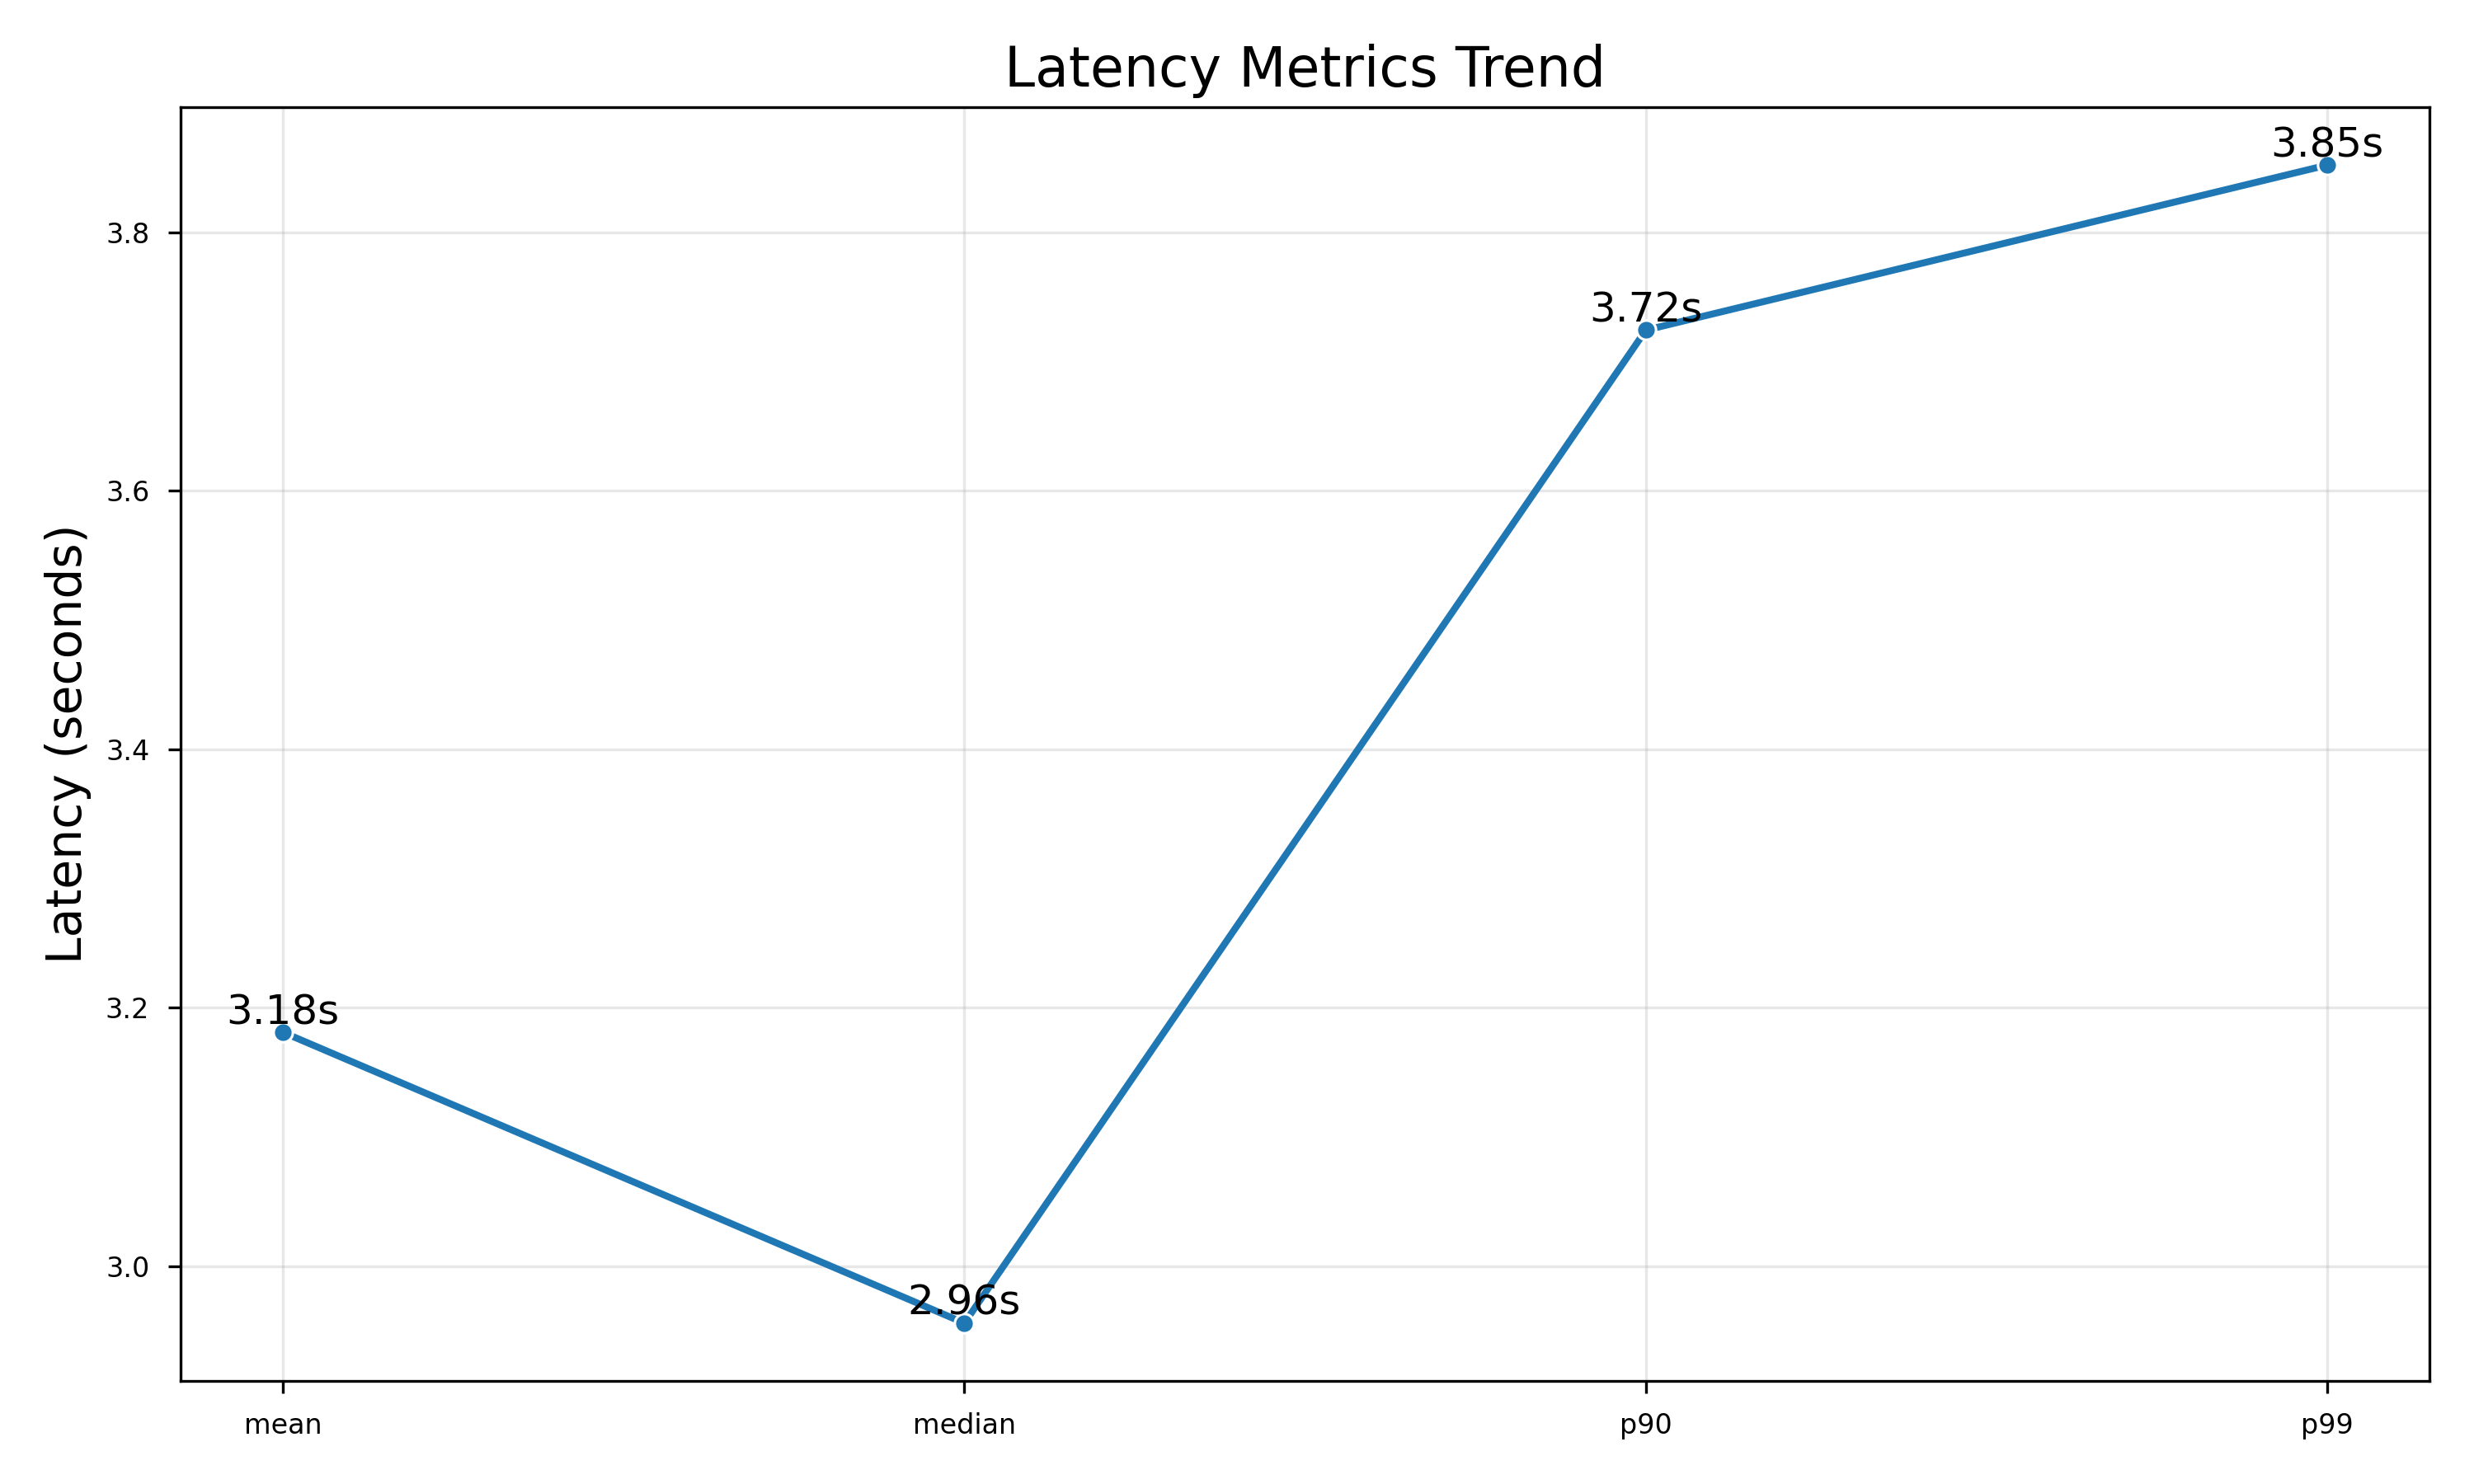 Latency Metrics Trend
Latency (seconds)
3.8
3.6
3.4
3.2
3.0
3.18s
2.96s
3.72s
3.85s
mean
median
p90
p99